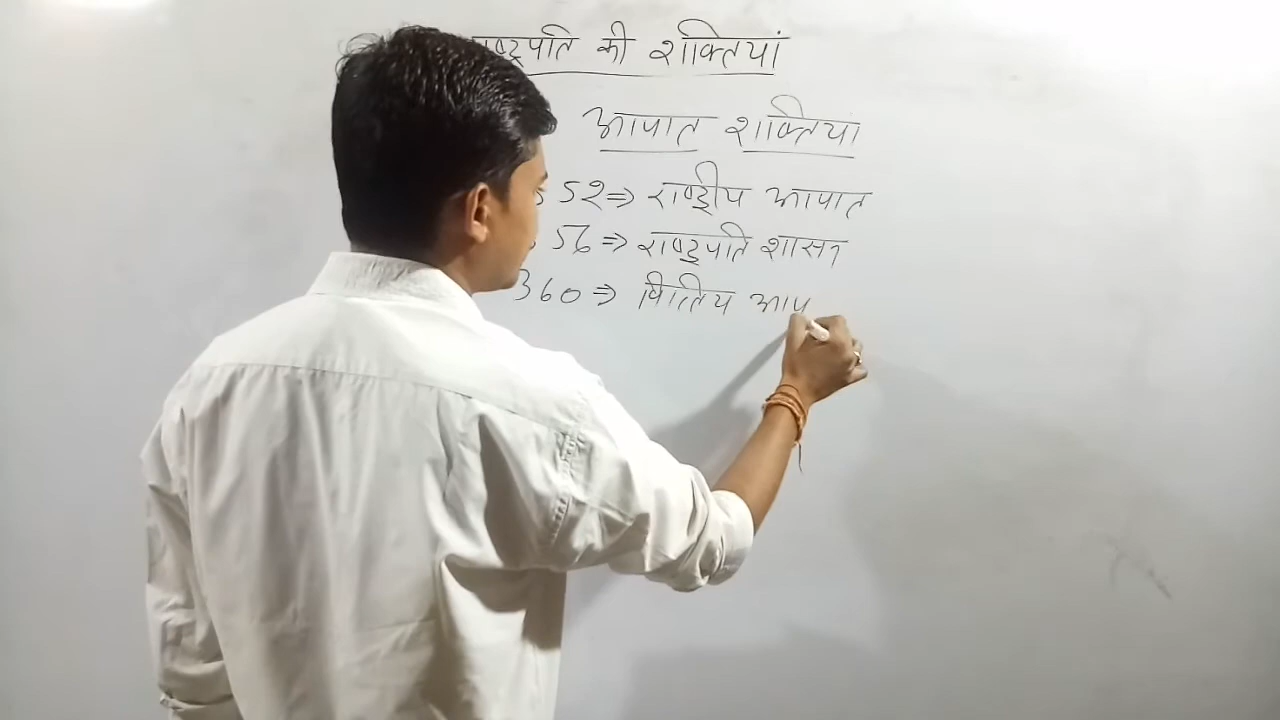 राष्ट्रपति की शक्तियां
आपात शक्तियां
352⇒ राष्ट्रीय आपात
356⇒ राष्ट्रपति शासन
360⇒ वित्तिय आप